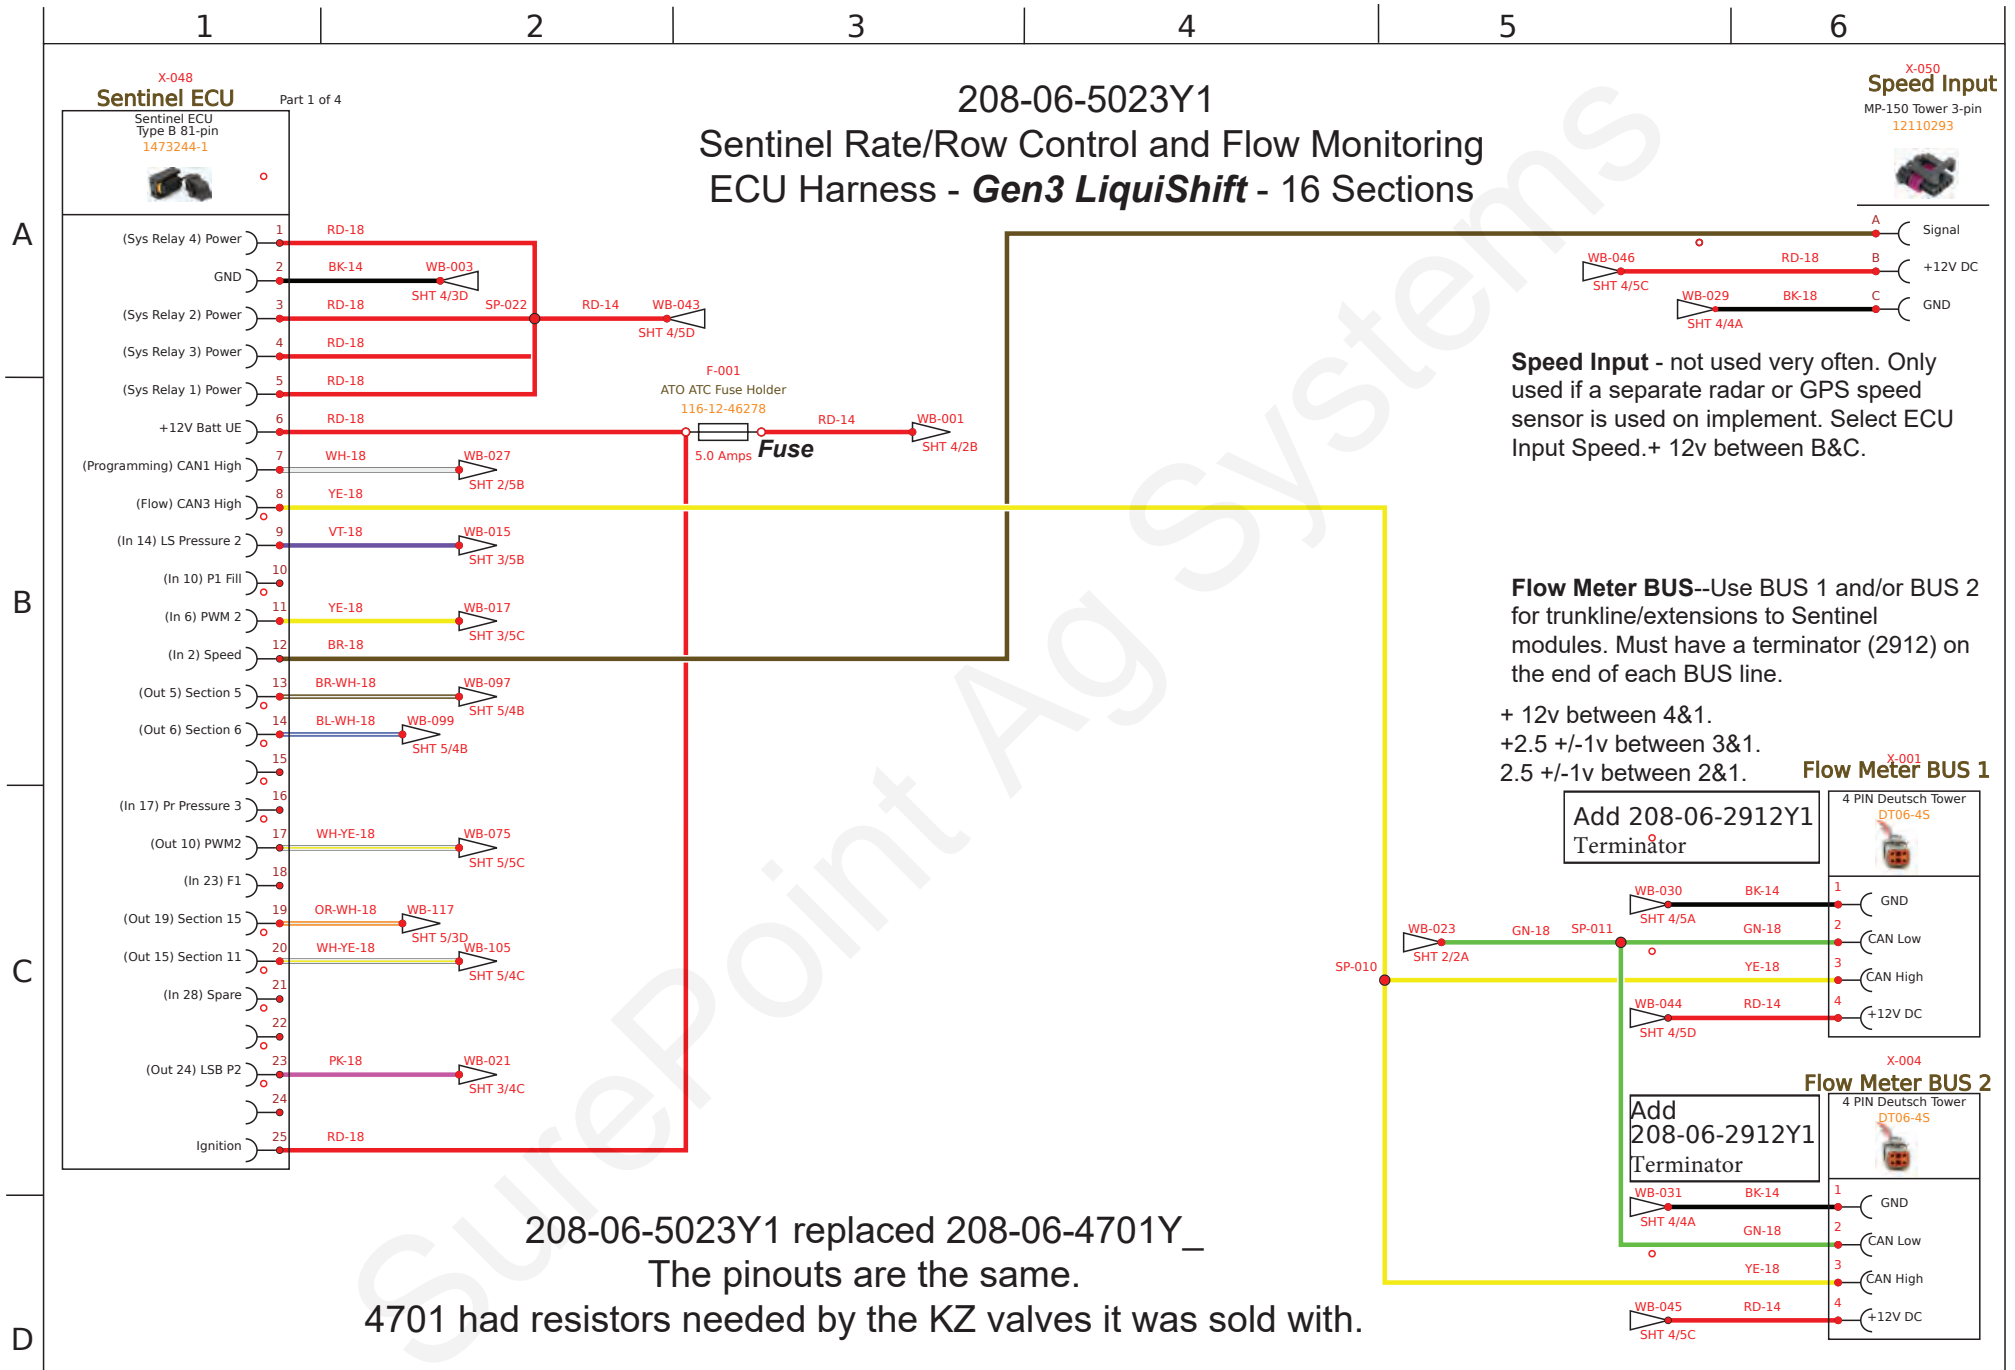 1 2 3 4 5 6
A
B
C
D
208-06-5023Y1
Sentinel Rate/Row Control and Flow Monitoring
ECU Harness - Gen3 LiquiShift - 16 Sections
X-048
Sentinel ECU
Part 1 of 4
Sentinel ECU
Type B 81-pin
1473244-1
(Sys Relay 4) Power 1 RD-18
GND 2 BK-14 WB-003
SHT 4/3D
(Sys Relay 2) Power 3 RD-18 SP-022 RD-14 WB-043
SHT 4/5D
(Sys Relay 3) Power 4 RD-18
(Sys Relay 1) Power 5 RD-18
F-001
ATO ATC Fuse Holder
116-12-46278
+12V Batt UE 6 RD-18 RD-14 WB-001
5.0 Amps Fuse
SHT 4/2B
(Programming) CAN1 High 7 WH-18 WB-027
SHT 2/5B
(Flow) CAN3 High 8 YE-18
(In 14) LS Pressure 2 9 VT-18 WB-015
SHT 3/5B
(In 10) P1 Fill 10
(In 6) PWM 2 11 YE-18 WB-017
SHT 3/5C
(In 2) Speed 12 BR-18
(Out 5) Section 5 13 BR-WH-18 WB-097
SHT 5/4B
(Out 6) Section 6 14 BL-WH-18 WB-099
SHT 5/4B
15
(In 17) Pr Pressure 3 16
(Out 10) PWM2 17 WH-YE-18 WB-075
SHT 5/5C
(In 23) F1 18
(Out 19) Section 15 19 OR-WH-18 WB-117
SHT 5/3D
(Out 15) Section 11 20 WH-YE-18 WB-105
SHT 5/4C
(In 28) Spare 21
22
(Out 24) LSB P2 23 PK-18 WB-021
SHT 3/4C
24
Ignition 25 RD-18
X-050
Speed Input
MP-150 Tower 3-pin
12110293
A Signal
WB-046 RD-18 B +12V DC
SHT 4/5C
WB-029 BK-18 C GND
SHT 4/4A
Speed Input - not used very often. Only
used if a separate radar or GPS speed
sensor is used on implement. Select ECU
Input Speed.+ 12v between B&C.
Flow Meter BUS--Use BUS 1 and/or BUS 2
for trunkline/extensions to Sentinel
modules. Must have a terminator (2912) on
the end of each BUS line.
+ 12v between 4&1.
+2.5 +/-1v between 3&1.
2.5 +/-1v between 2&1.
X-001
Flow Meter BUS 1
4 PIN Deutsch Tower
DT06-4S
Add 208-06-2912Y1
Terminator
WB-030 BK-14 1 GND
SHT 4/5A
WB-023 GN-18 SP-011 GN-18 2 CAN Low
SHT 2/2A
SP-010 YE-18 3 CAN High
WB-044 RD-14 4 +12V DC
SHT 4/5D
X-004
Flow Meter BUS 2
4 PIN Deutsch Tower
DT06-4S
Add
208-06-2912Y1
Terminator
WB-031 BK-14 1 GND
SHT 4/4A
GN-18 2 CAN Low
YE-18 3 CAN High
WB-045 RD-14 4 +12V DC
SHT 4/5C
208-06-5023Y1 replaced 208-06-4701Y_
The pinouts are the same.
4701 had resistors needed by the KZ valves it was sold with.
SurePoint Ag Systems